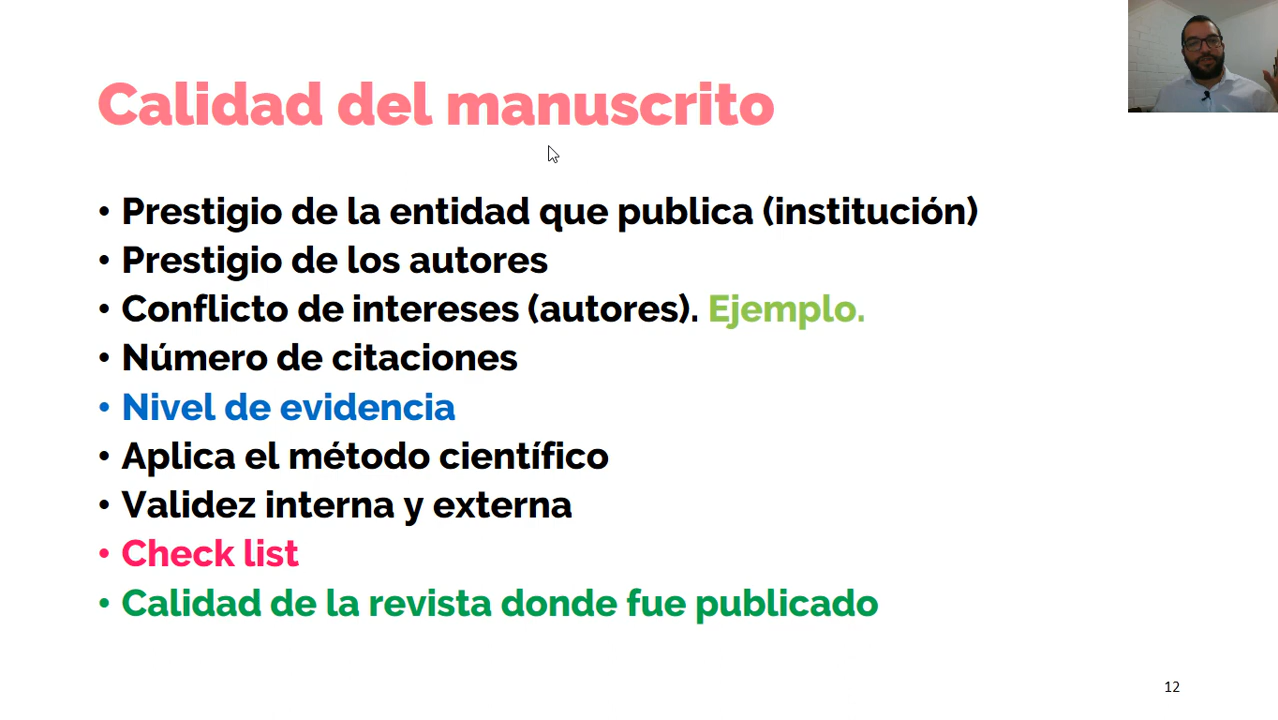 Calidad del manuscrito
• Prestigio de la entidad que publica (institución)
• Prestigio de los autores
• Conflicto de intereses (autores). Ejemplo.
• Número de citaciones
• Nivel de evidencia
• Aplica el método científico
• Validez interna y externa
• Check list
• Calidad de la revista donde fue publicado
12